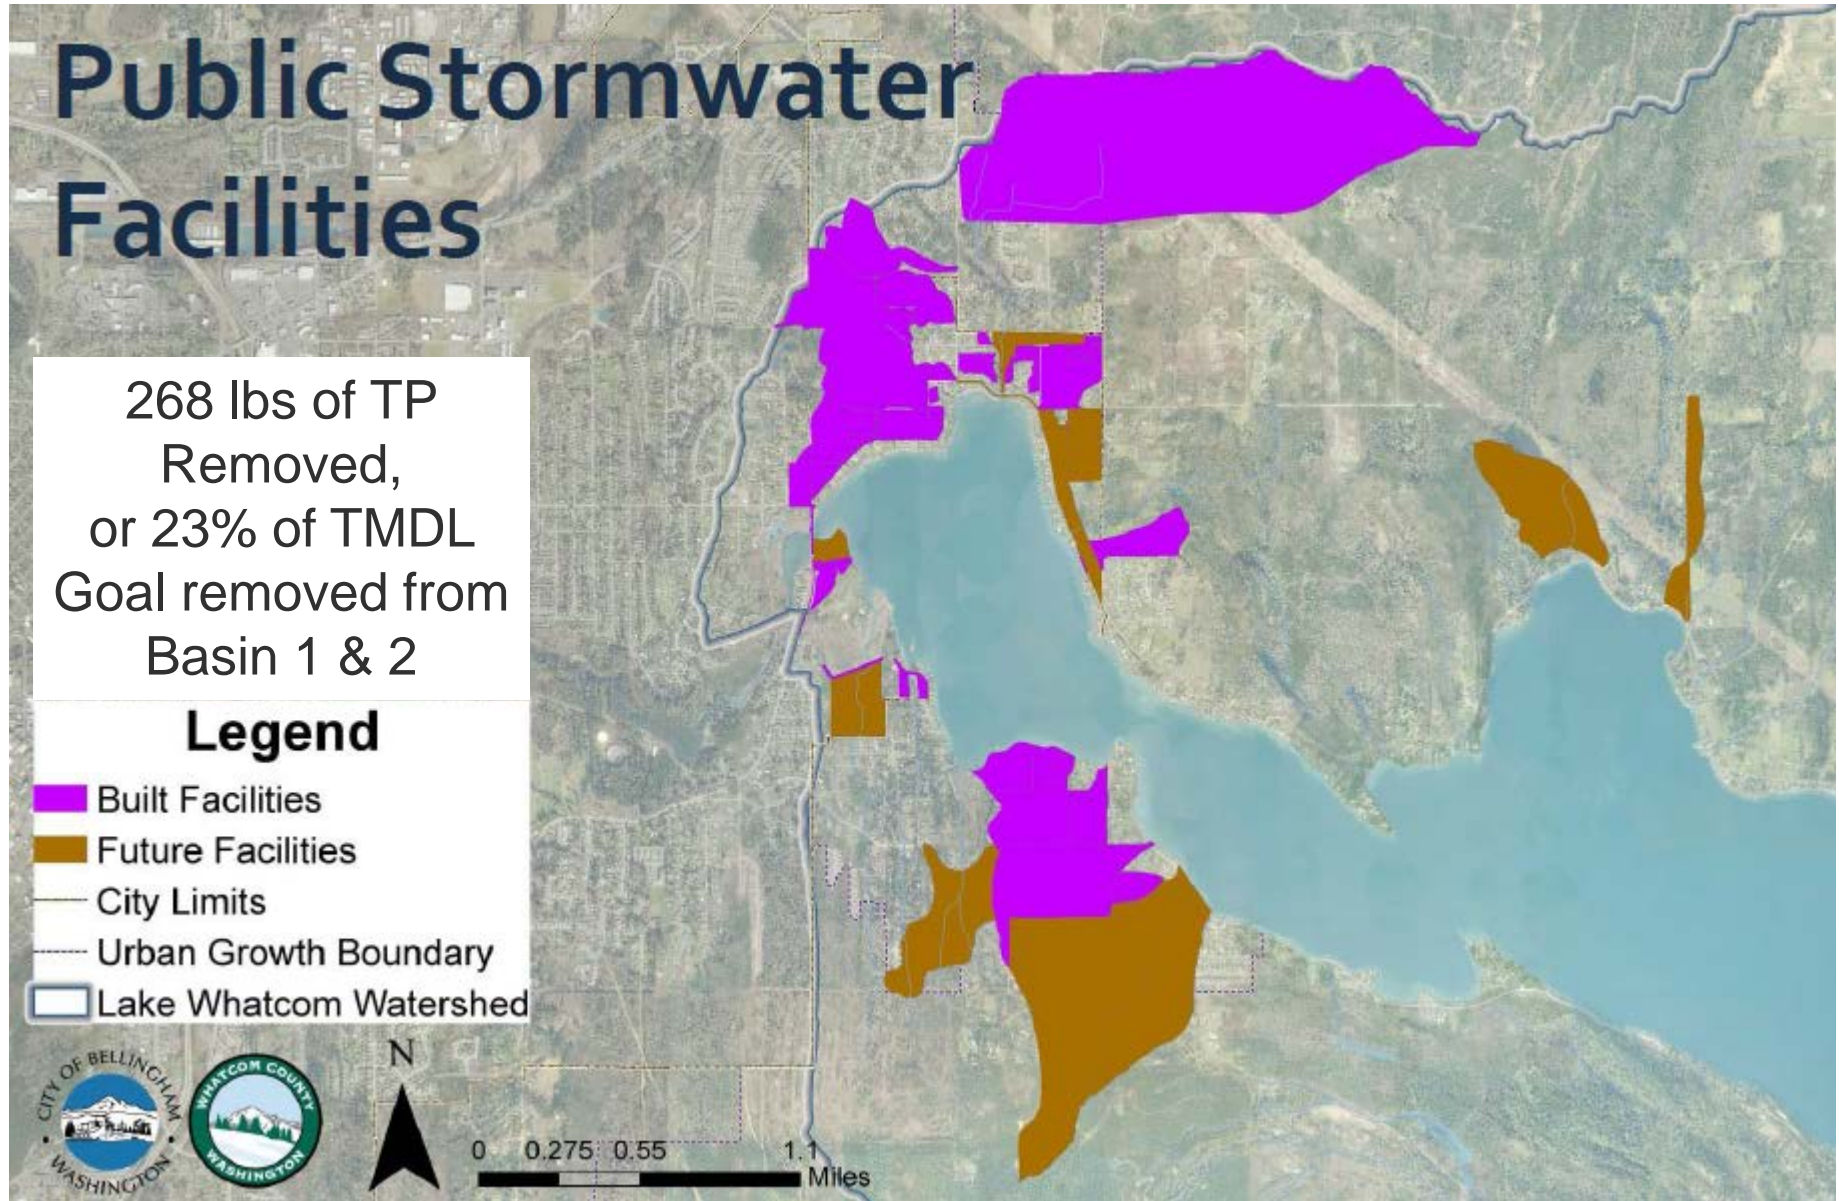 Public Stormwater
Facilities
268 lbs of TP
Removed,
or 23% of TMDL
Goal removed from
Basin 1 & 2
Legend
Built Facilities
Future Facilities
City Limits
Urban Growth Boundary
Lake Whatcom Watershed
CITY OF BELLINGHAM
WASHINGTON
WHATCOM COUNTY
WASHINGTON
N
0 0.275 0.55 1.1
Miles